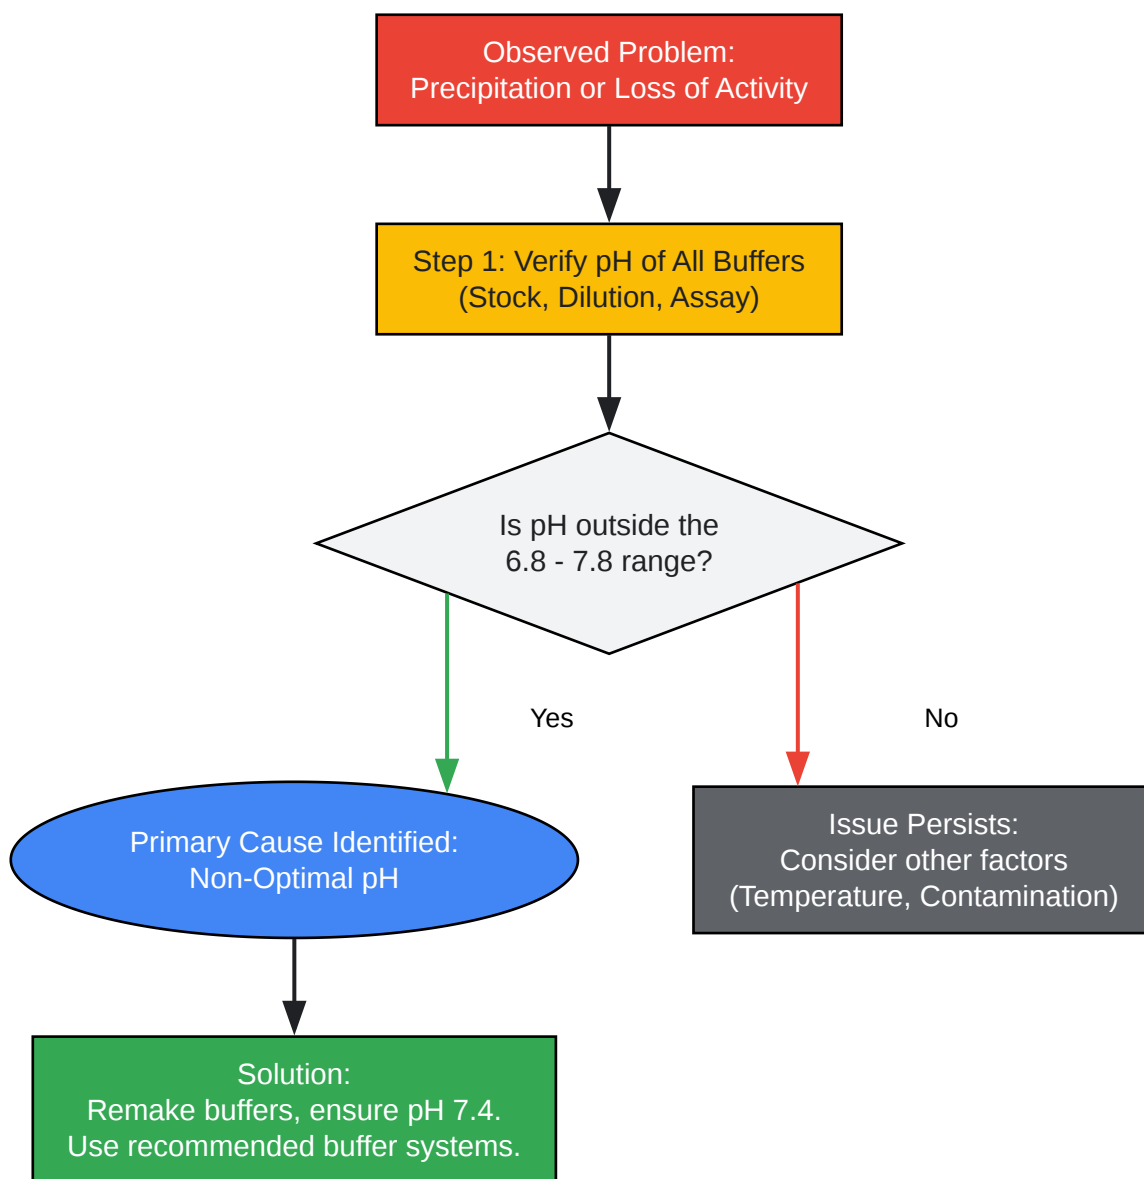 Observed Problem:
Precipitation or Loss of Activity
Step 1: Verify pH of All Buffers
(Stock, Dilution, Assay)
Is pH outside the
6.8 - 7.8 range?
Yes
No
Primary Cause Identified:
Non-Optimal pH
Issue Persists:
Consider other factors
(Temperature, Contamination)
Solution:
Remake buffers, ensure pH 7.4.
Use recommended buffer systems.